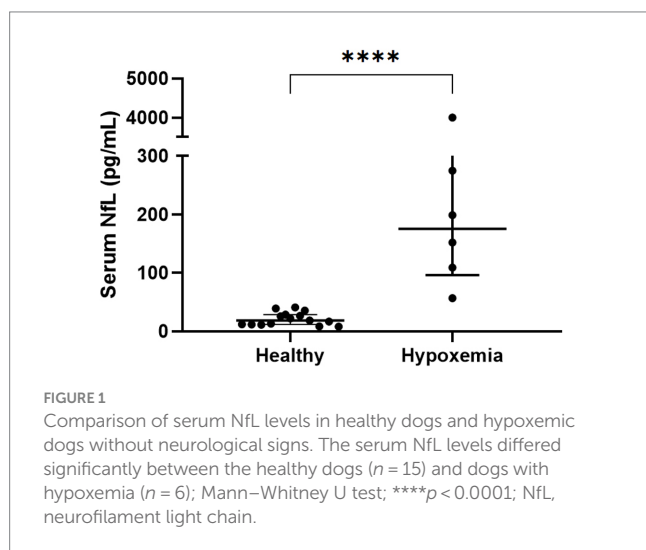 ****
5000
4000
300
200
100
0
Serum NfL (pg/mL)
Healthy
Hypoxemia
FIGURE 1
Comparison of serum NfL levels in healthy dogs and hypoxemic
dogs without neurological signs. The serum NfL levels differed
significantly between the healthy dogs (n = 15) and dogs with
hypoxemia (n = 6); Mann–Whitney U test; ****p < 0.0001; NfL,
neurofilament light chain.